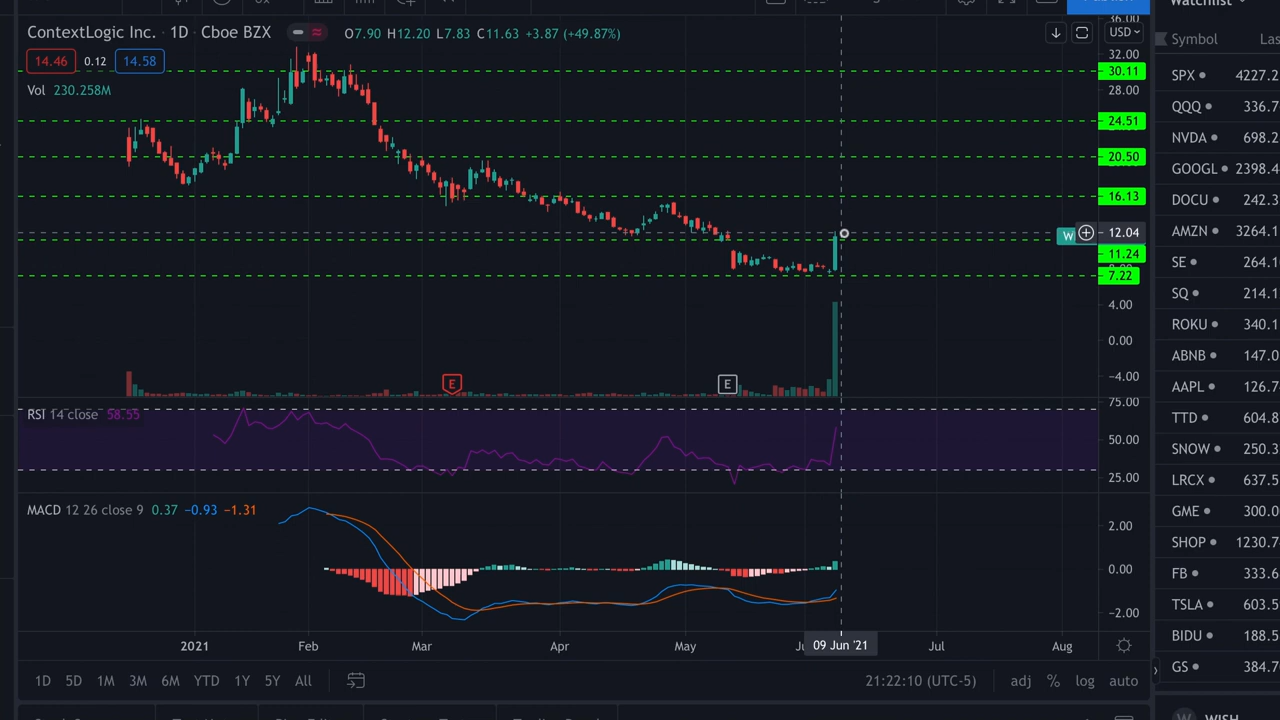 ContextLogic Inc. · 1D · Cboe BZX O7.90 H12.20 L7.83 C11.63 +3.87 (+49.87%)
14.46 0.12 14.58
Vol 230.258M
USD
36.00
32.00
30.11
28.00
24.51
20.50
16.13
W 12.04
11.24
7.22
4.00
0.00
−4.00
E E
RSI 14 close 58.55
75.00
50.00
25.00
MACD 12 26 close 9 0.37 −0.93 −1.31
2.00
0.00
−2.00
2021 Feb Mar Apr May 09 Jun '21 Jul Aug
1D 5D 1M 3M 6M YTD 1Y 5Y All 21:22:10 (UTC-5) adj % log auto
Watchlist
Symbol
SPX 4227.2
QQQ 336.7
NVDA 698.2
GOOGL 2398.4
DOCU 242.3
AMZN 3264.1
SE 264.1
SQ 214.1
ROKU 340.1
ABNB 147.0
AAPL 126.7
TTD 604.8
SNOW 250.3
LRCX 637.5
GME 300.0
SHOP 1230.7
FB 333.6
TSLA 603.5
BIDU 188.5
GS 384.7
W WISH